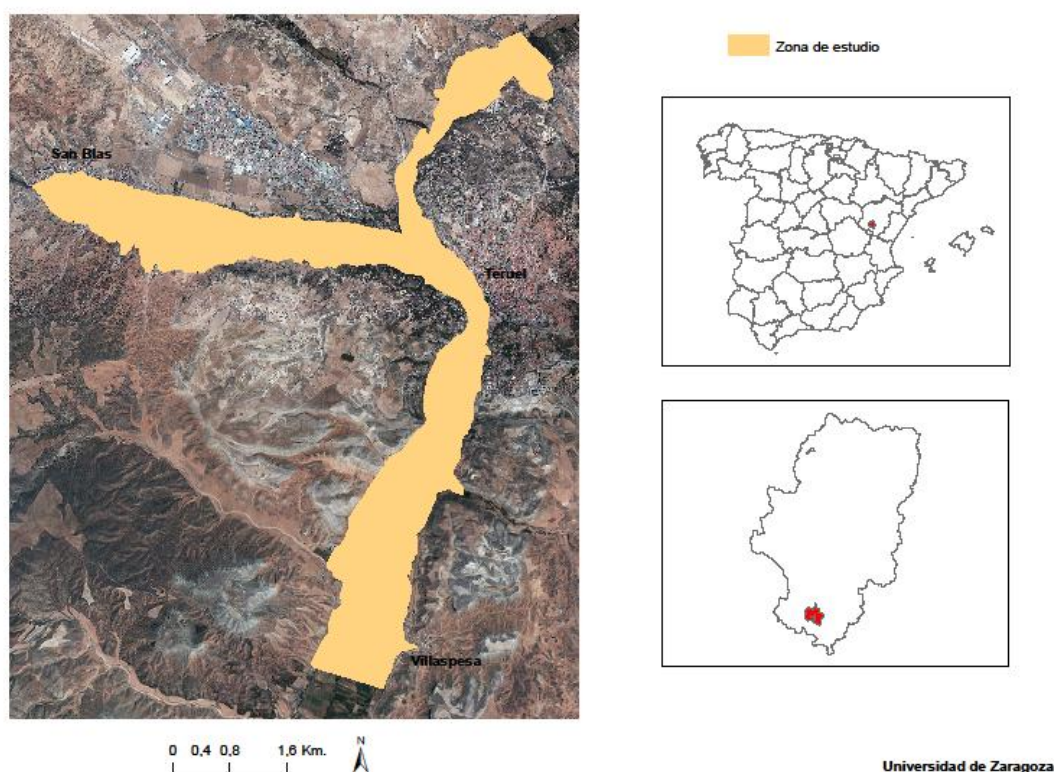 Zona de estudio
San Blas
Teruel
Villaspesa
0 0,4 0,8 1,6 Km.
N
Universidad de Zaragoza